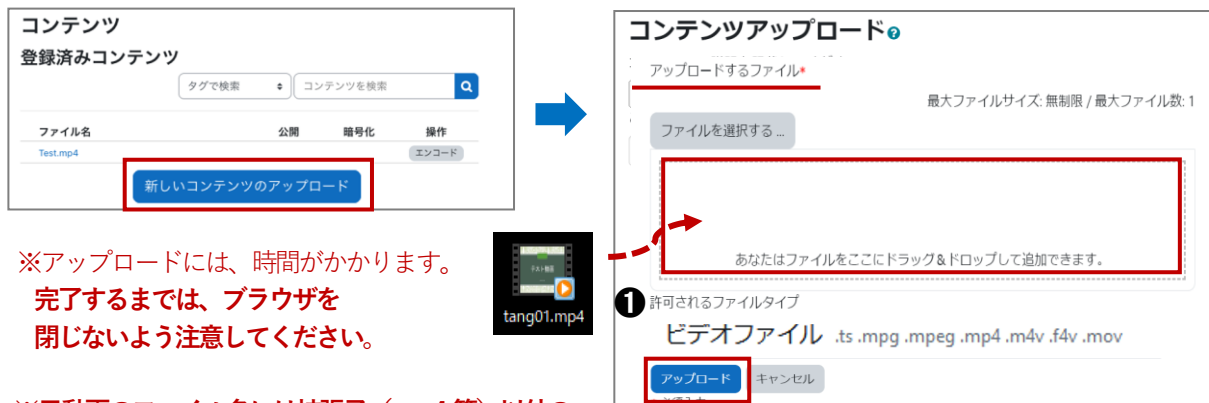 コンテンツ
登録済みコンテンツ
タグで検索
コンテンツを検索
ファイル名 公開 暗号化 操作
Test.mp4 エンコード
新しいコンテンツのアップロード
※アップロードには、時間がかかります。
完了するまでは、ブラウザを
閉じないよう注意してください。
テスト動画
tang01.mp4
コンテンツアップロード
アップロードするファイル*
最大ファイルサイズ: 無制限 / 最大ファイル数: 1
ファイルを選択する ...
あなたはファイルをここにドラッグ&ドロップして追加できます。
❶許可されるファイルタイプ
ビデオファイル .ts .mpg .mpeg .mp4 .m4v .f4v .mov
アップロード キャンセル